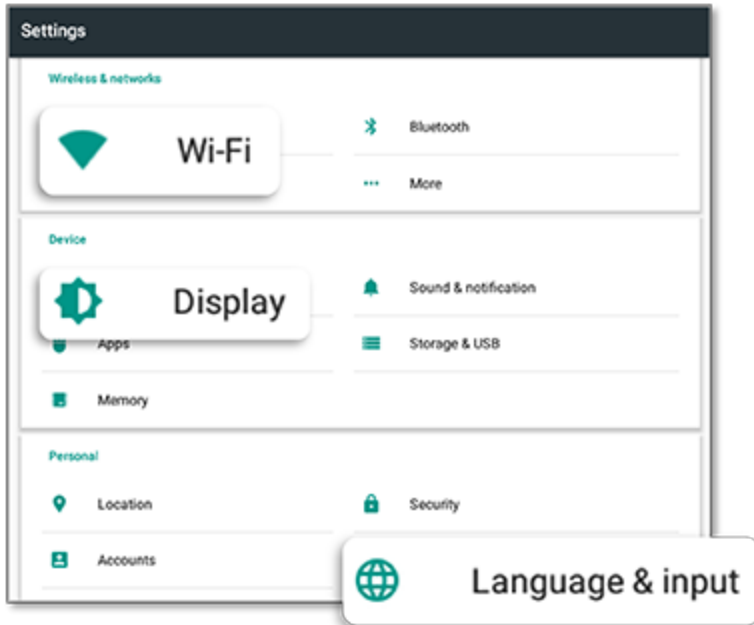 Settings
Wireless & networks
Wi-Fi
Bluetooth
More
Device
Display
Sound & notification
Apps
Storage & USB
Memory
Personal
Location
Security
Accounts
Language & input